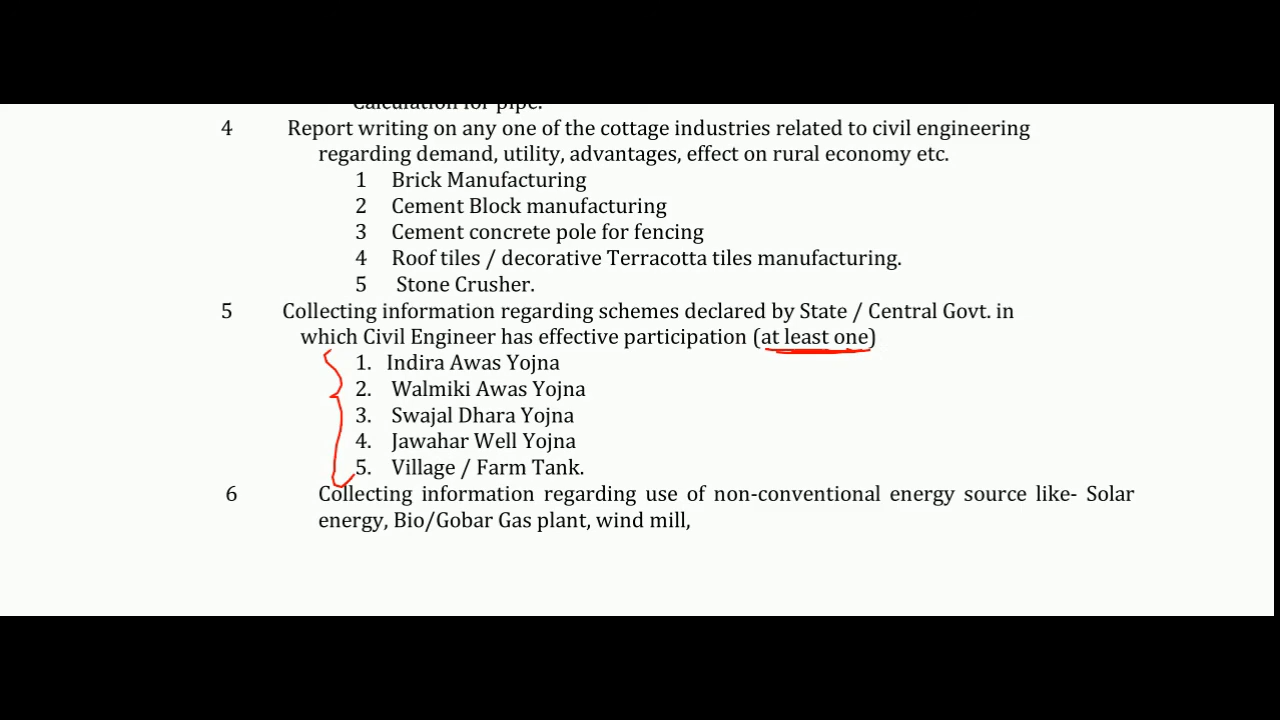 Calculation for pipe.
4 Report writing on any one of the cottage industries related to civil engineering
regarding demand, utility, advantages, effect on rural economy etc.
1 Brick Manufacturing
2 Cement Block manufacturing
3 Cement concrete pole for fencing
4 Roof tiles / decorative Terracotta tiles manufacturing.
5 Stone Crusher.
5 Collecting information regarding schemes declared by State / Central Govt. in
which Civil Engineer has effective participation (at least one)
1. Indira Awas Yojna
2. Walmiki Awas Yojna
3. Swajal Dhara Yojna
4. Jawahar Well Yojna
5. Village / Farm Tank.
6 Collecting information regarding use of non-conventional energy source like- Solar
energy, Bio/Gobar Gas plant, wind mill,